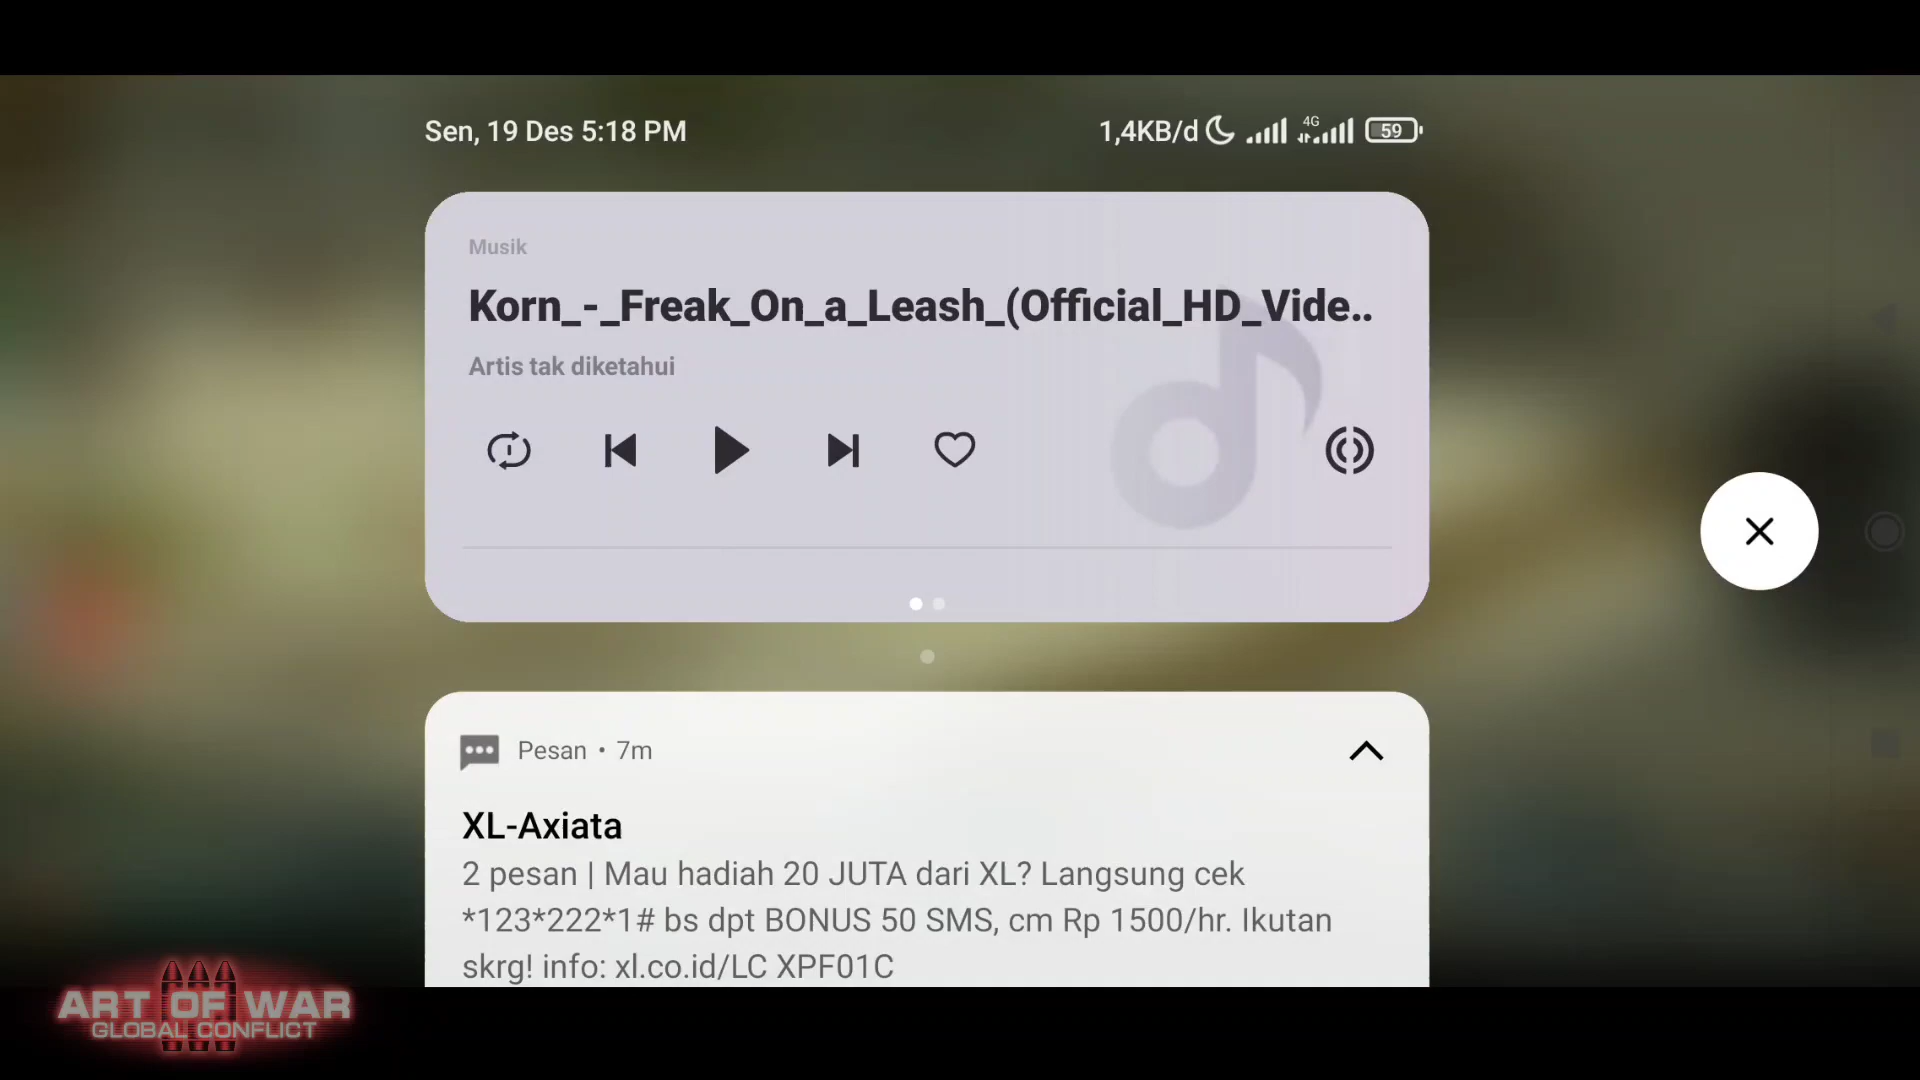 Sen, 19 Des 5:18 PM
1,4KB/d 4G 59
Musik
Korn_-_Freak_On_a_Leash_(Official_HD_Vide..
Artis tak diketahui
Pesan • 7m
XL-Axiata
2 pesan | Mau hadiah 20 JUTA dari XL? Langsung cek
*123*222*1# bs dpt BONUS 50 SMS, cm Rp 1500/hr. Ikutan
skrg! info: xl.co.id/LC XPF01C
ART OF WAR
GLOBAL CONFLICT